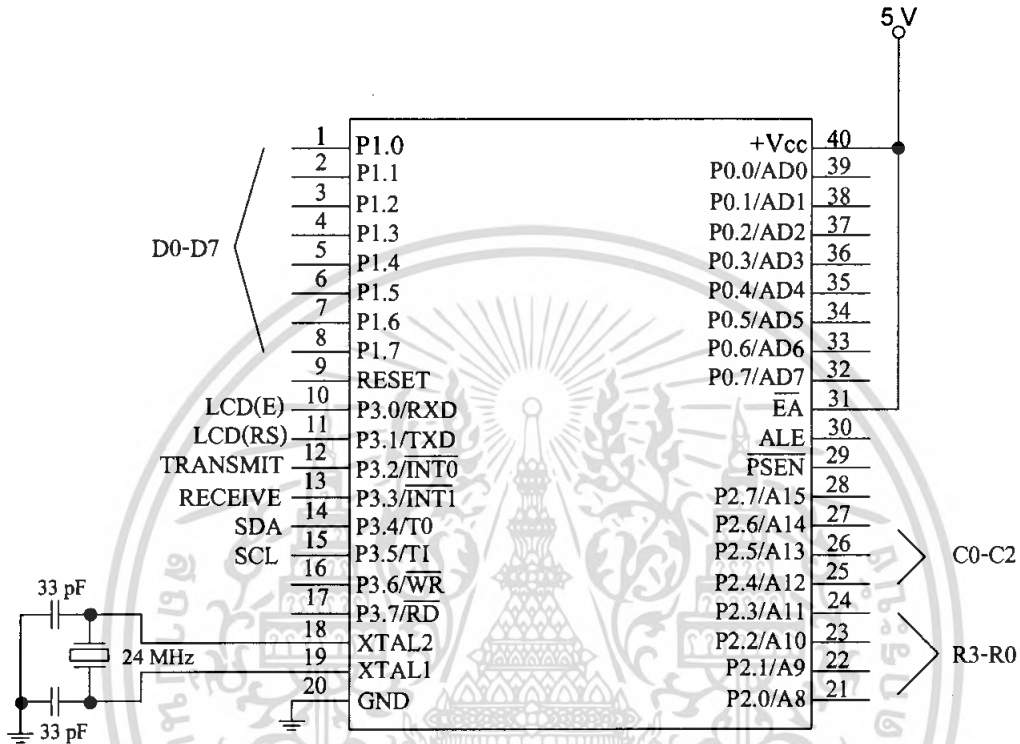 5 V
1 P1.0
2 P1.1
3 P1.2
4 P1.3
5 P1.4
6 P1.5
7 P1.6
8 P1.7
9 RESET
D0-D7
LCD(E) 10 P3.0/RXD
LCD(RS) 11 P3.1/TXD
TRANSMIT 12 P3.2/INT0
RECEIVE 13 P3.3/INT1
SDA 14 P3.4/T0
SCL 15 P3.5/TI
16 P3.6/WR
17 P3.7/RD
18 XTAL2
19 XTAL1
20 GND
33 pF
24 MHz
33 pF
+Vcc 40
P0.0/AD0 39
P0.1/AD1 38
P0.2/AD2 37
P0.3/AD3 36
P0.4/AD4 35
P0.5/AD5 34
P0.6/AD6 33
P0.7/AD7 32
EA 31
ALE 30
PSEN 29
P2.7/A15 28
P2.6/A14 27
P2.5/A13 26
P2.4/A12 25
P2.3/A11 24
P2.2/A10 23
P2.1/A9 22
P2.0/A8 21
C0-C2
R3-R0